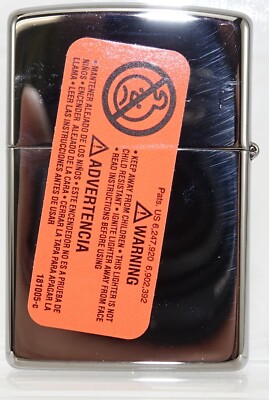 Pats. US 6,247,920 6,902,392
WARNING
• KEEP AWAY FROM CHILDREN • THIS LIGHTER IS NOT
CHILD RESISTANT • IGNITE LIGHTER AWAY FROM FACE
READ INSTRUCTIONS BEFORE USING
ADVERTENCIA
• MANTENER ALEJADO DE LOS NIÑOS • ESTE ENCENDEDOR NO ES A PRUEBA DE
NIÑOS • ENCENDER ALEJADO DE LA CARA • CERRAR LA TAPA PARA APAGAR LA
LLAMA • LEER LAS INSTRUCCIONES ANTES DE USAR
181005-c